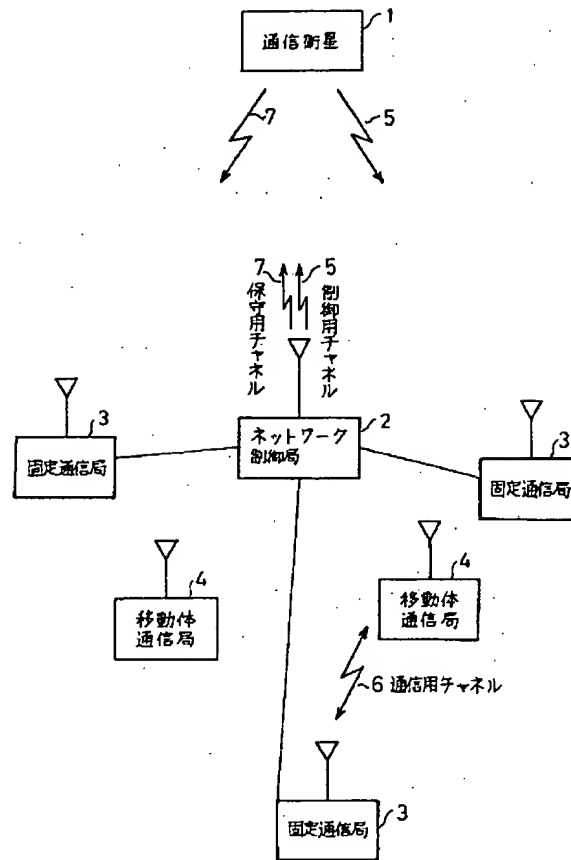 1
通信衛星
7
5
7
5
保守用チャネル
制御用チャネル
2
ネットワーク
制御局
3
固定通信局
3
固定通信局
4
移動体
通信局
4
移動体
通信局
6 通信用チャネル
3
固定通信局